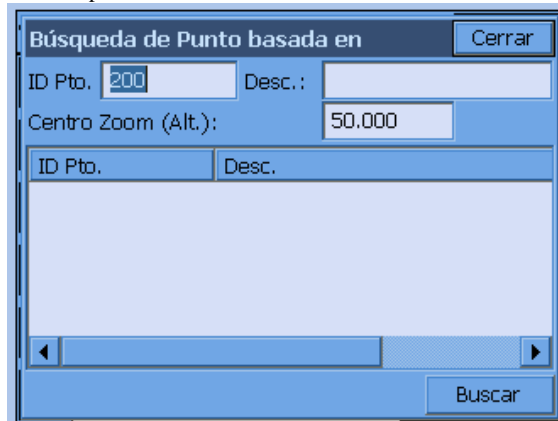 Búsqueda de Punto basada en Cerrar
ID Pto. 200 Desc.:
Centro Zoom (Alt.): 50.000
ID Pto. Desc.
Buscar